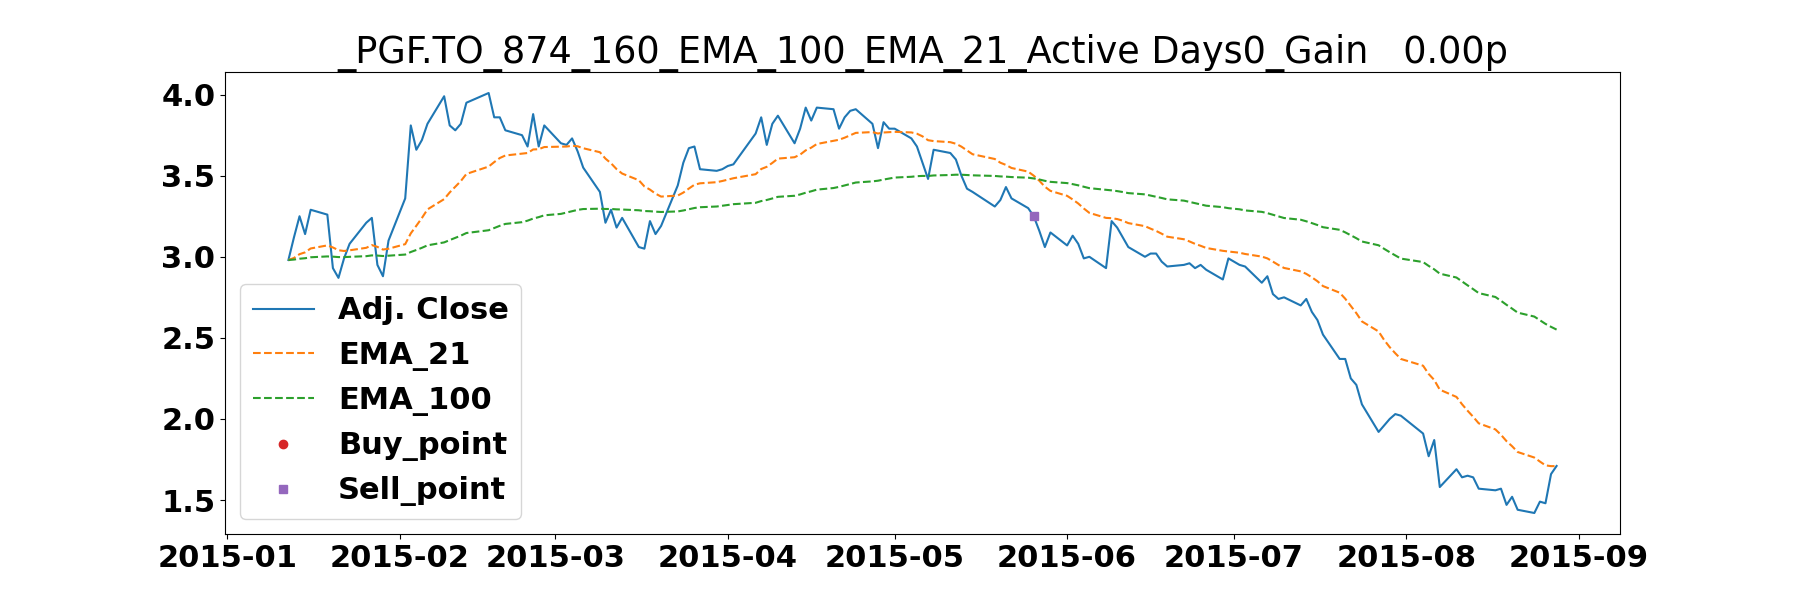 _PGF.TO_874_160_EMA_100_EMA_21_Active Days0_Gain   0.00p
4.0
3.5
3.0
2.5
2.0
1.5
Adj. Close
EMA_21
EMA_100
Buy_point
Sell_point
2015-01 2015-02 2015-03 2015-04 2015-05 2015-06 2015-07 2015-08 2015-09